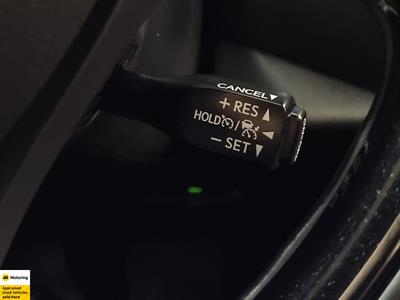 CANCEL▼
+ RES ▲
HOLD / ◀
− SET ▼
AA Motoring
Appraised
Used Vehicles
sold here